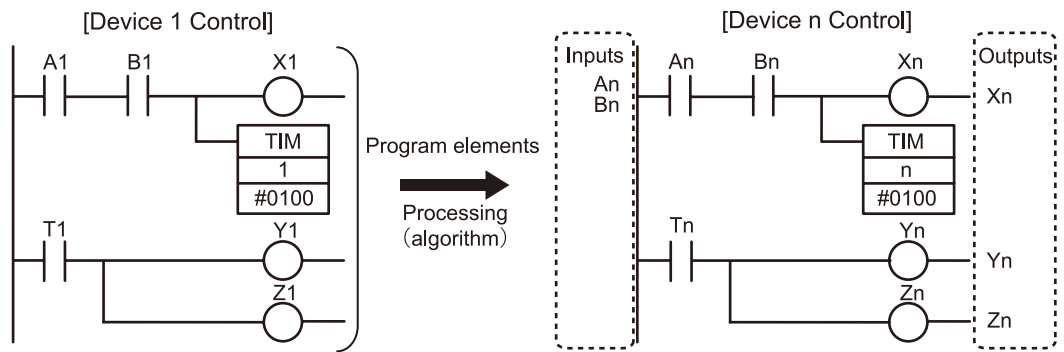 [Device 1 Control]
A1
B1
X1
TIM
1
#0100
T1
Y1
Z1
Program elements
Processing
(algorithm)
[Device n Control]
Inputs
An
Bn
An
Bn
Xn
TIM
n
#0100
Tn
Yn
Zn
Outputs
Xn
Yn
Zn